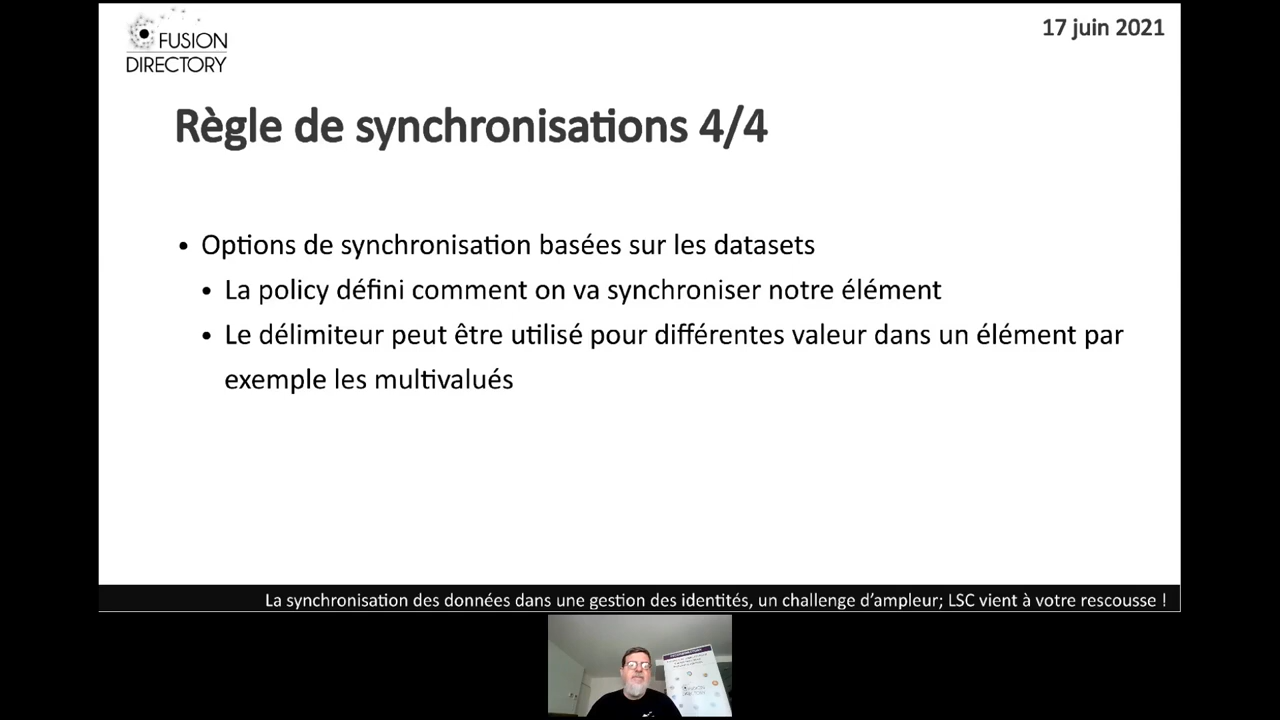 FUSION
DIRECTORY
17 juin 2021
Règle de synchronisations 4/4
• Options de synchronisation basées sur les datasets
• La policy défini comment on va synchroniser notre élément
• Le délimiteur peut être utilisé pour différentes valeur dans un élément par
exemple les multivalués
La synchronisation des données dans une gestion des identités, un challenge d'ampleur; LSC vient à votre rescousse !
FUSION
DIRECTORY